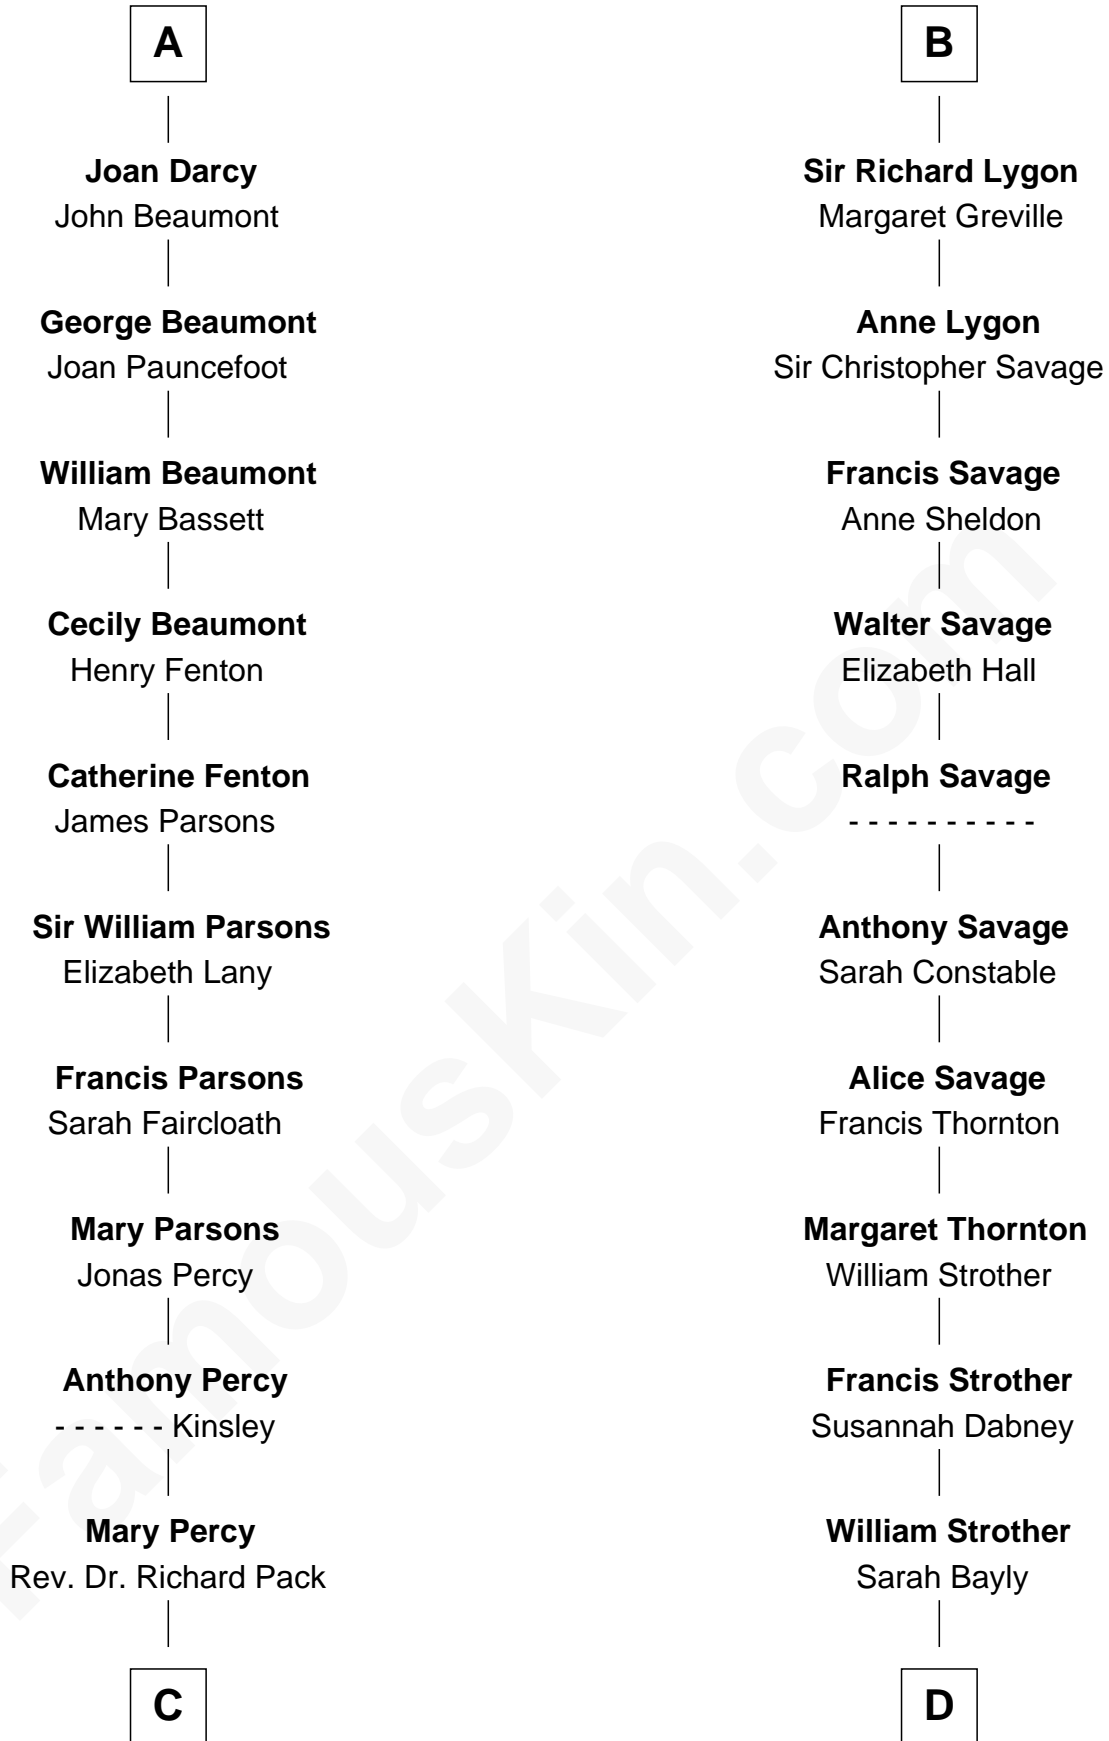 A
Joan Darcy
John Beaumont
George Beaumont
Joan Pauncefoot
William Beaumont
Mary Bassett
Cecily Beaumont
Henry Fenton
Catherine Fenton
James Parsons
Sir William Parsons
Elizabeth Lany
Francis Parsons
Sarah Faircloath
Mary Parsons
Jonas Percy
Anthony Percy
- - - - - - Kinsley
Mary Percy
Rev. Dr. Richard Pack
C
B
Sir Richard Lygon
Margaret Greville
Anne Lygon
Sir Christopher Savage
Francis Savage
Anne Sheldon
Walter Savage
Elizabeth Hall
Ralph Savage
- - - - - - - - - -
Anthony Savage
Sarah Constable
Alice Savage
Francis Thornton
Margaret Thornton
William Strother
Francis Strother
Susannah Dabney
William Strother
Sarah Bayly
D
FamousKin.com